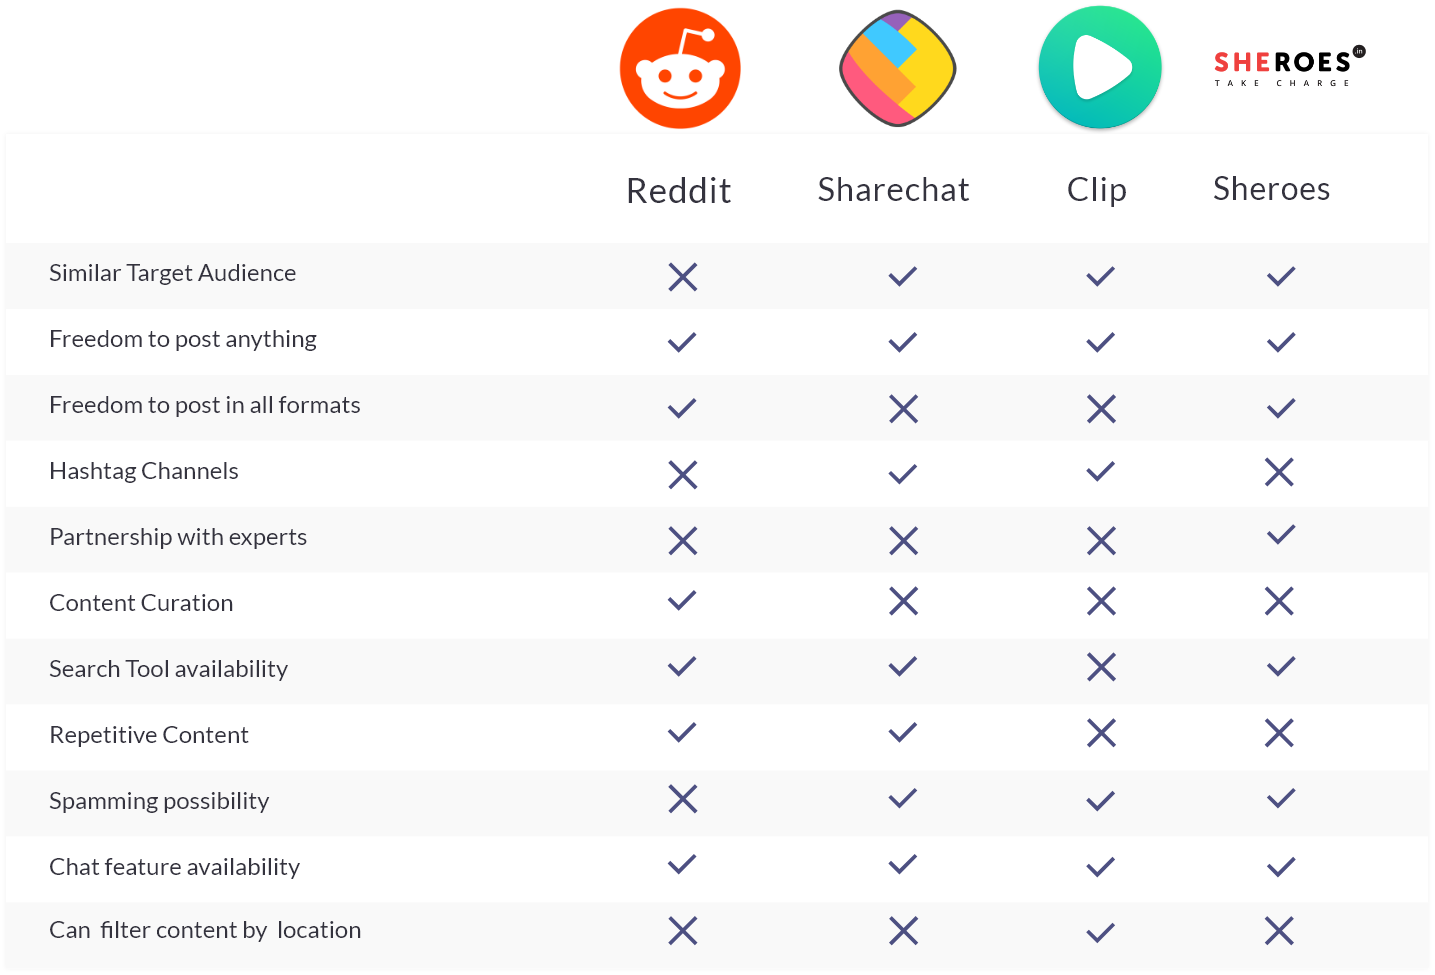 SHEROES.in
TAKE CHARGE
Reddit Sharechat Clip Sheroes
Similar Target Audience
Freedom to post anything
Freedom to post in all formats
Hashtag Channels
Partnership with experts
Content Curation
Search Tool availability
Repetitive Content
Spamming possibility
Chat feature availability
Can filter content by location